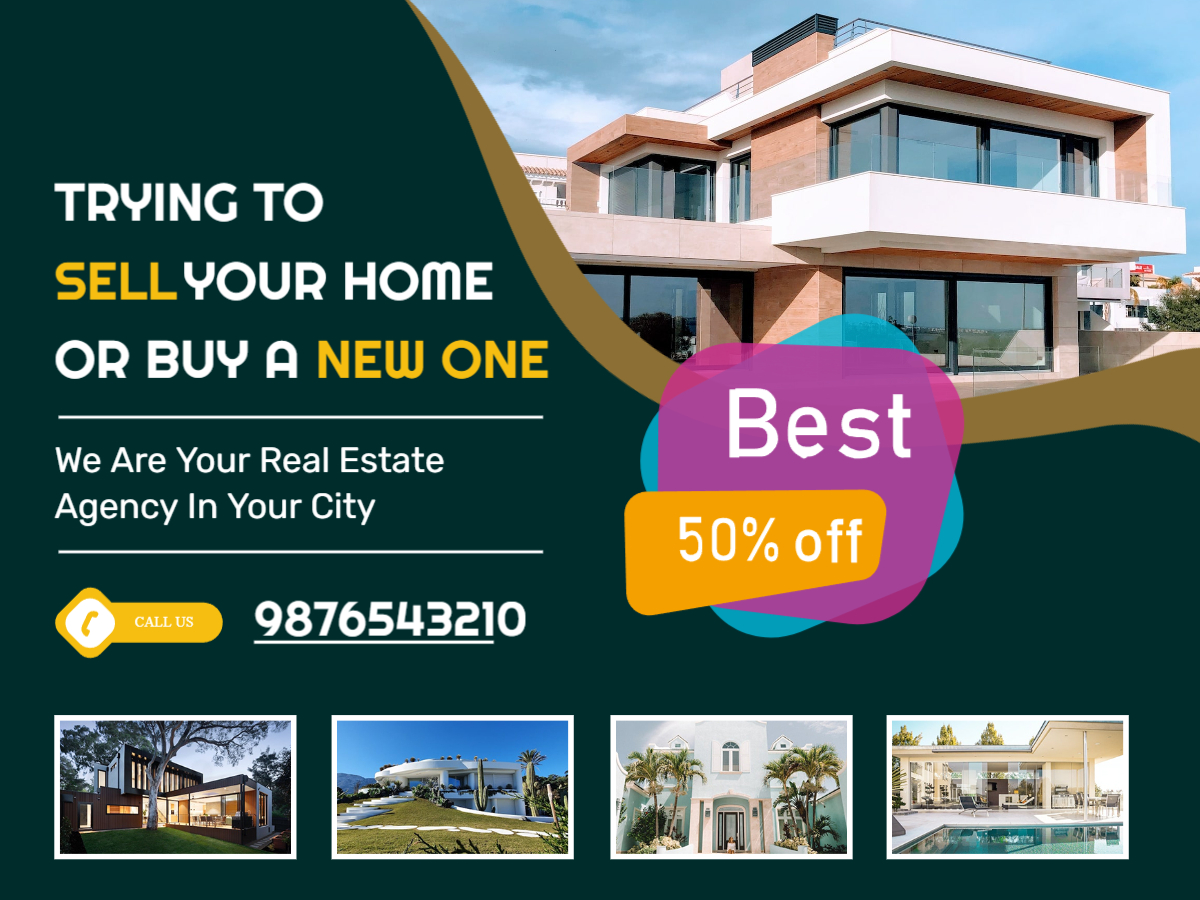 TRYING TO
SELL YOUR HOME
OR BUY A NEW ONE
We Are Your Real Estate
Agency In Your City
CALL US
9876543210
Best
50% off